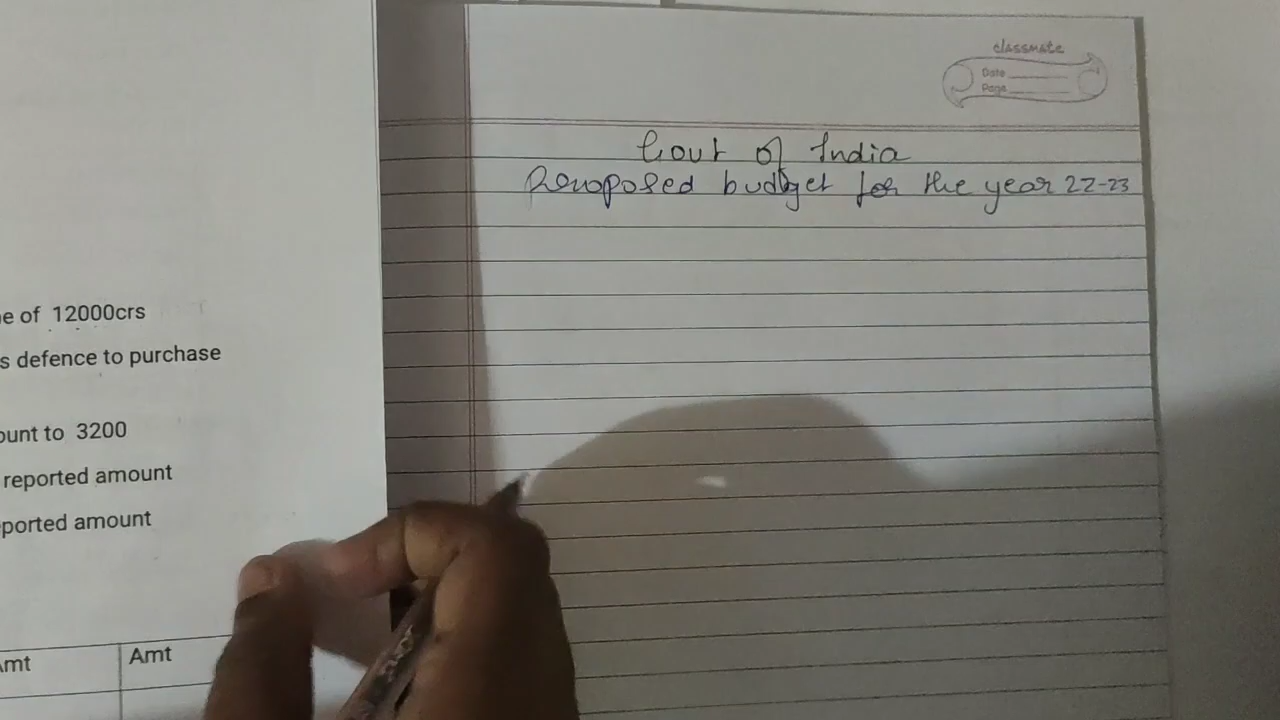 classmate
Date
Page
Govt of India
Proposed budget for the year 22-23
e of 12000crs
s defence to purchase
ount to 3200
reported amount
ported amount
Amt Amt